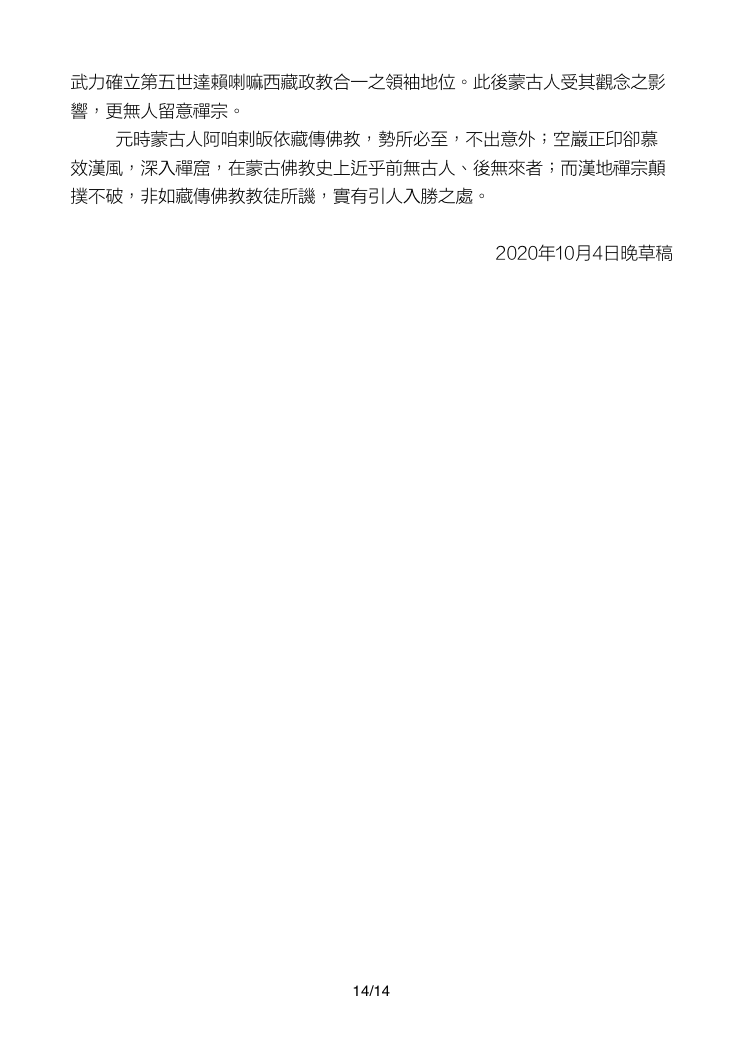 武力確立第五世達賴喇嘛西藏政教合一之領袖地位。此後蒙古人受其觀念之影
響，更無人留意禪宗。
元時蒙古人阿咱剌皈依藏傳佛教，勢所必至，不出意外；空巖正印卻慕
效漢風，深入禪窟，在蒙古佛教史上近乎前無古人、後無來者；而漢地禪宗顛
撲不破，非如藏傳佛教教徒所譏，實有引人入勝之處。
2020年10月4日晚草稿
14/14